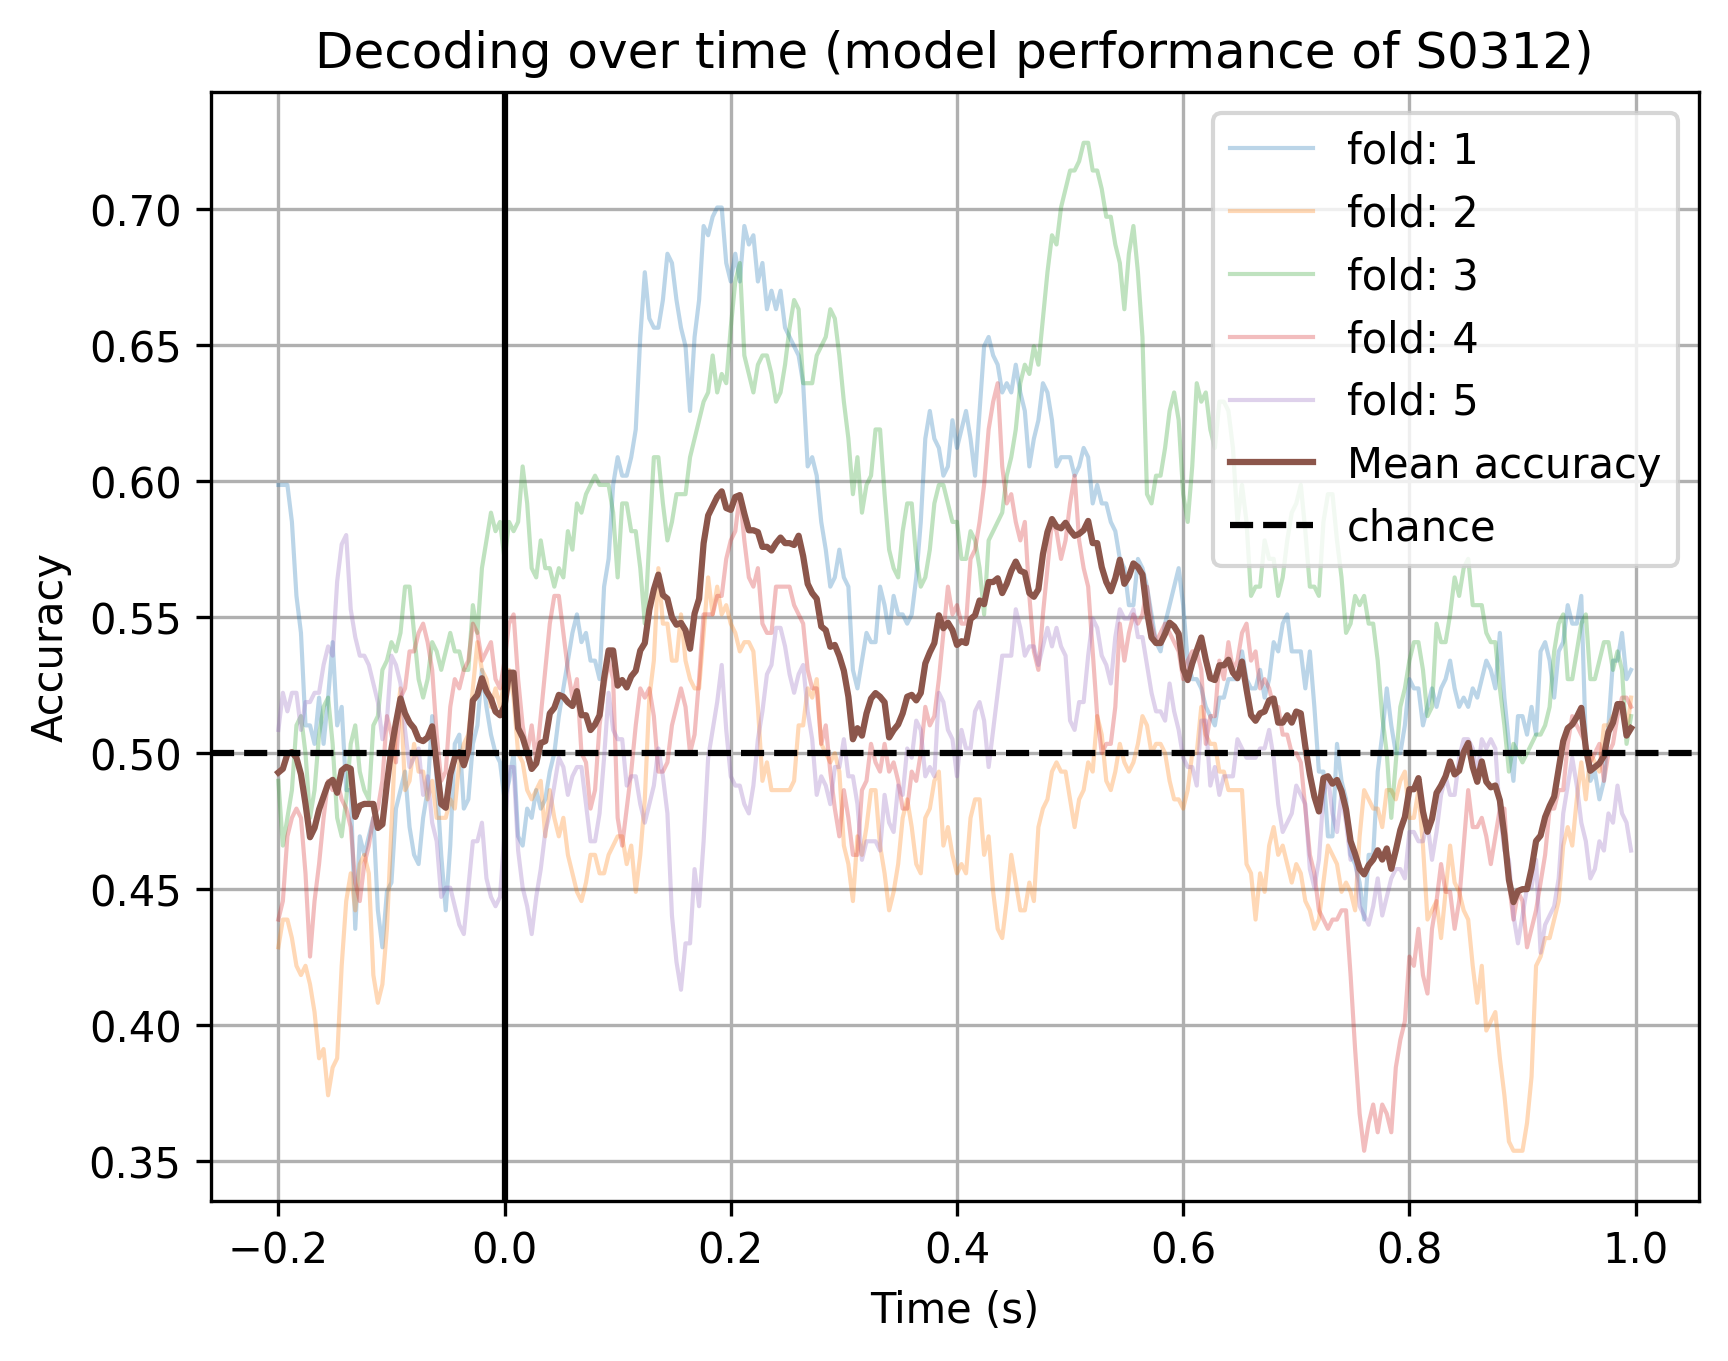 Decoding over time (model performance of S0312)
fold: 1
fold: 2
fold: 3
fold: 4
fold: 5
Mean accuracy
chance
Accuracy
0.70
0.65
0.60
0.55
0.50
0.45
0.40
0.35
−0.2 0.0 0.2 0.4 0.6 0.8 1.0
Time (s)